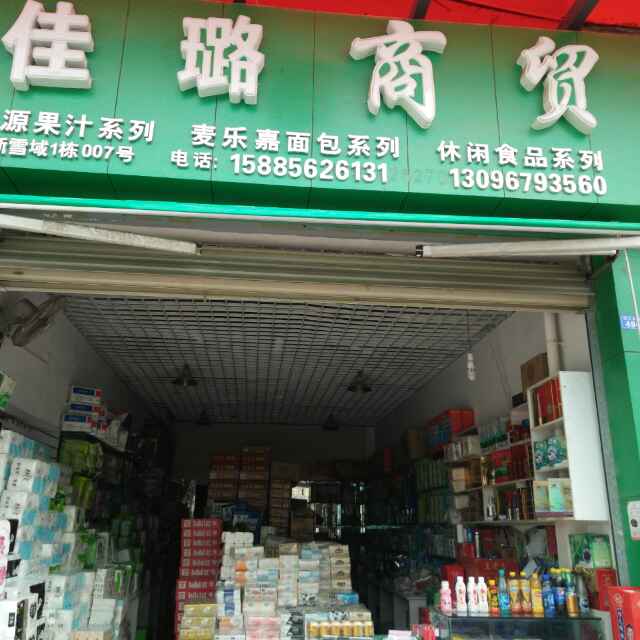 佳璐商贸
源果汁系列 麦乐嘉面包系列 休闲食品系列
雪域1栋007号 电话: 15885626131 13096793560